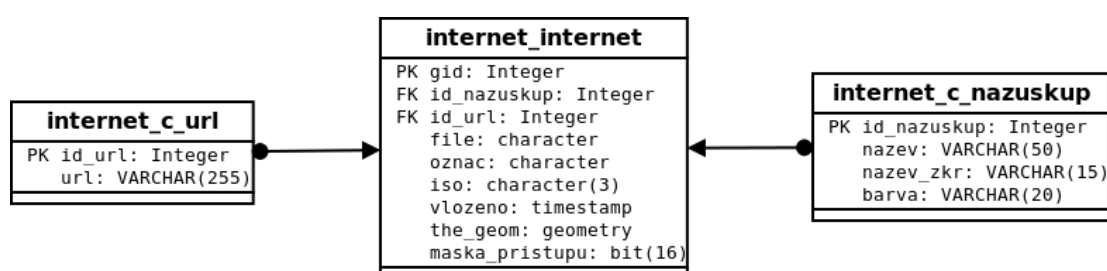 internet_c_url
PK id_url: Integer
url: VARCHAR(255)
internet_internet
PK gid: Integer
FK id_nazuskup: Integer
FK id_url: Integer
file: character
oznac: character
iso: character(3)
vlozeno: timestamp
the_geom: geometry
maska_pristupu: bit(16)
internet_c_nazuskup
PK id_nazuskup: Integer
nazev: VARCHAR(50)
nazev_zkr: VARCHAR(15)
barva: VARCHAR(20)